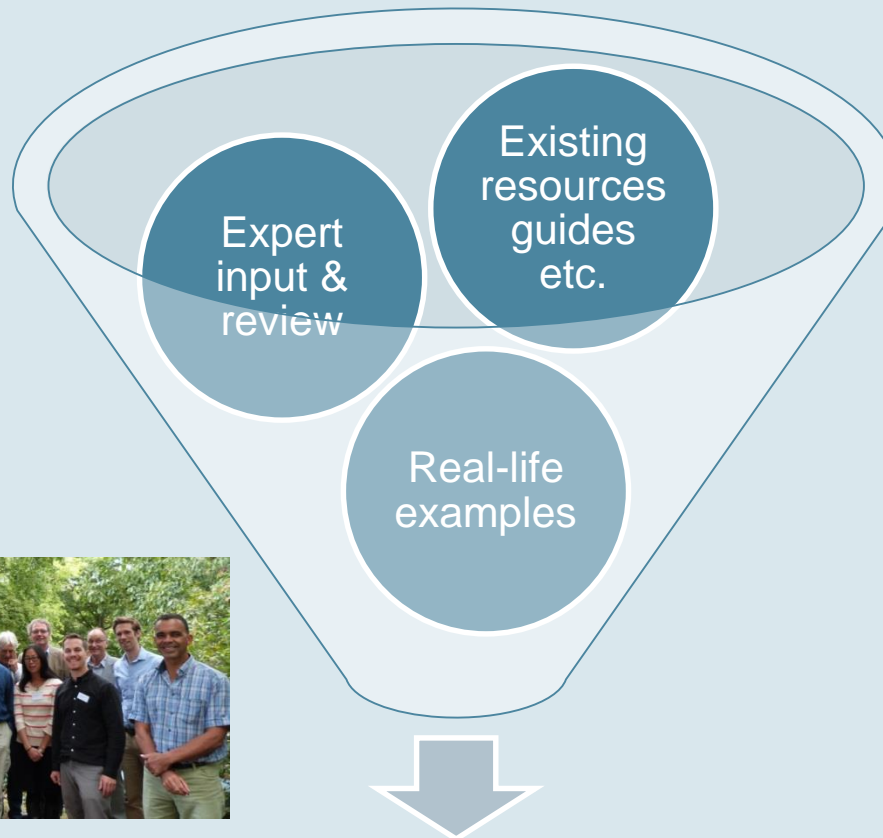 Existing
resources
guides
etc.
Expert
input &
review
Real-life
examples